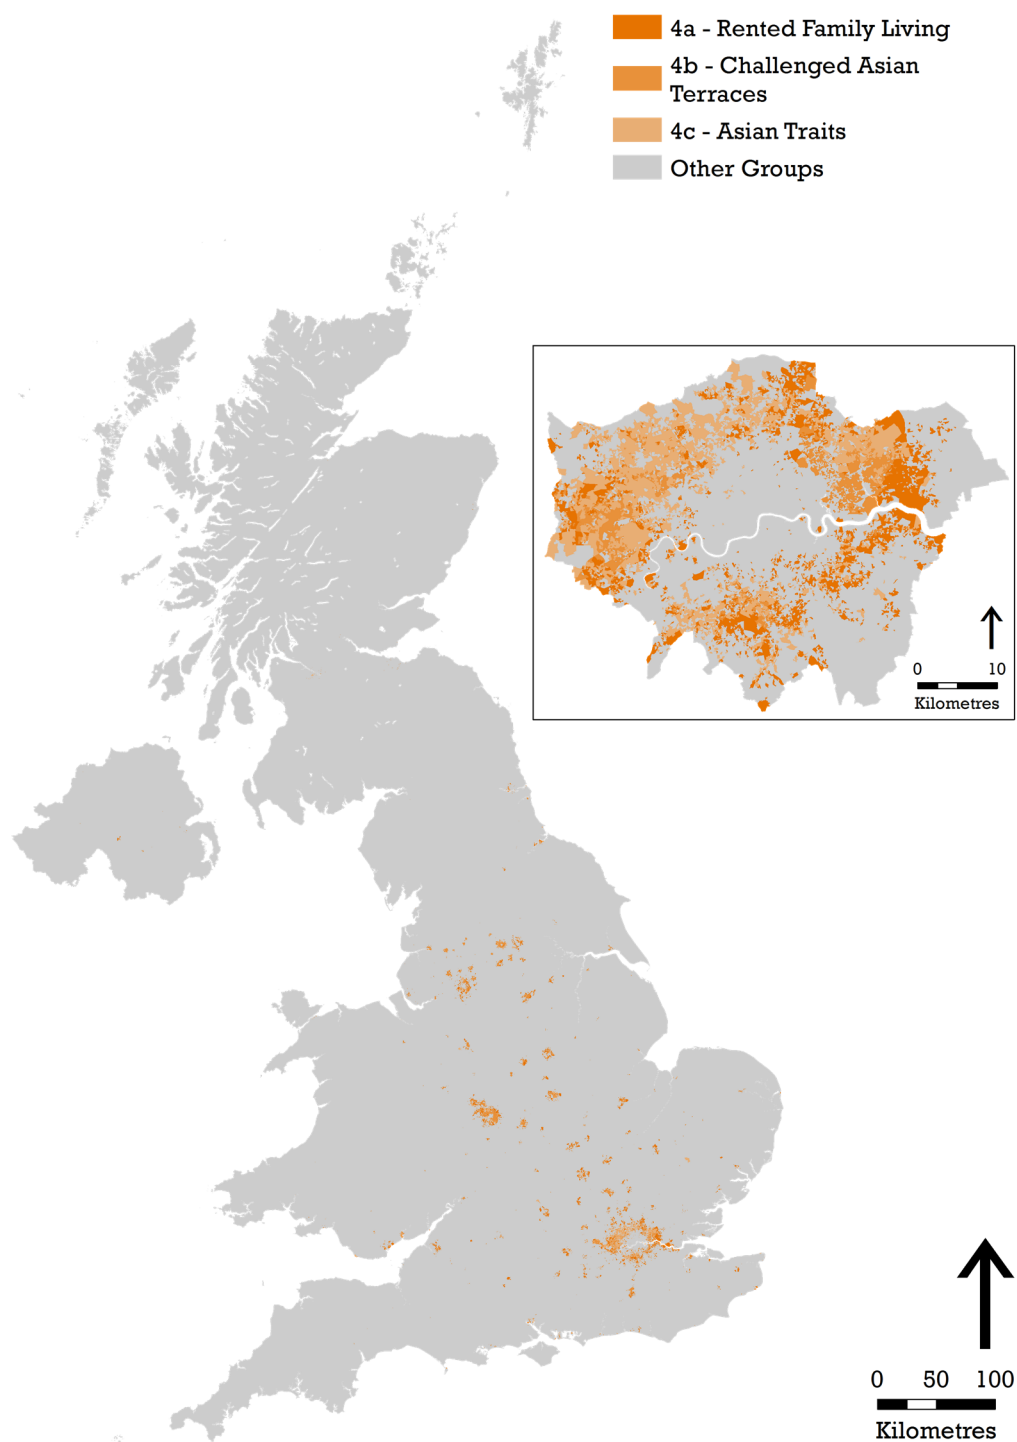 4a - Rented Family Living
4b - Challenged Asian
Terraces
4c - Asian Traits
Other Groups
0 10
Kilometres
0 50 100
Kilometres